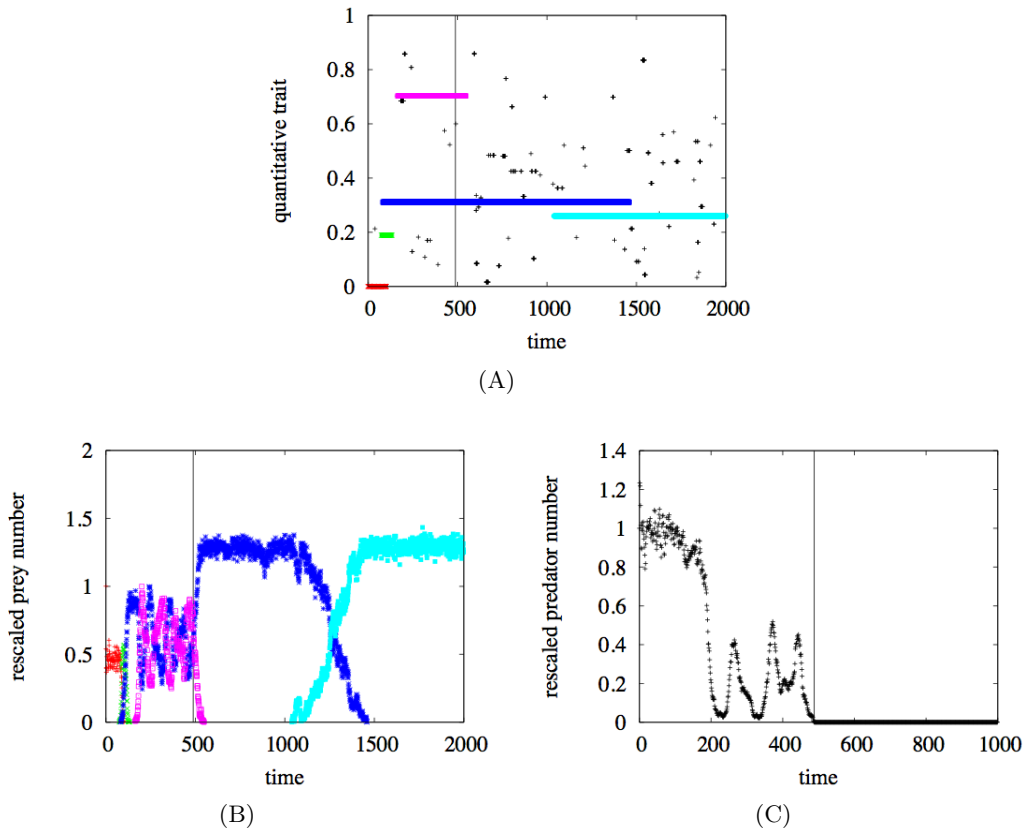 1
0.8
0.6
0.4
0.2
0
quantitative trait
0 500 1000 1500 2000
time
(A)
2
1.5
1
0.5
0
rescaled prey number
0 500 1000 1500 2000
time
(B)
1.4
1.2
1
0.8
0.6
0.4
0.2
0
rescaled predator number
0 200 400 600 800 1000
time
(C)